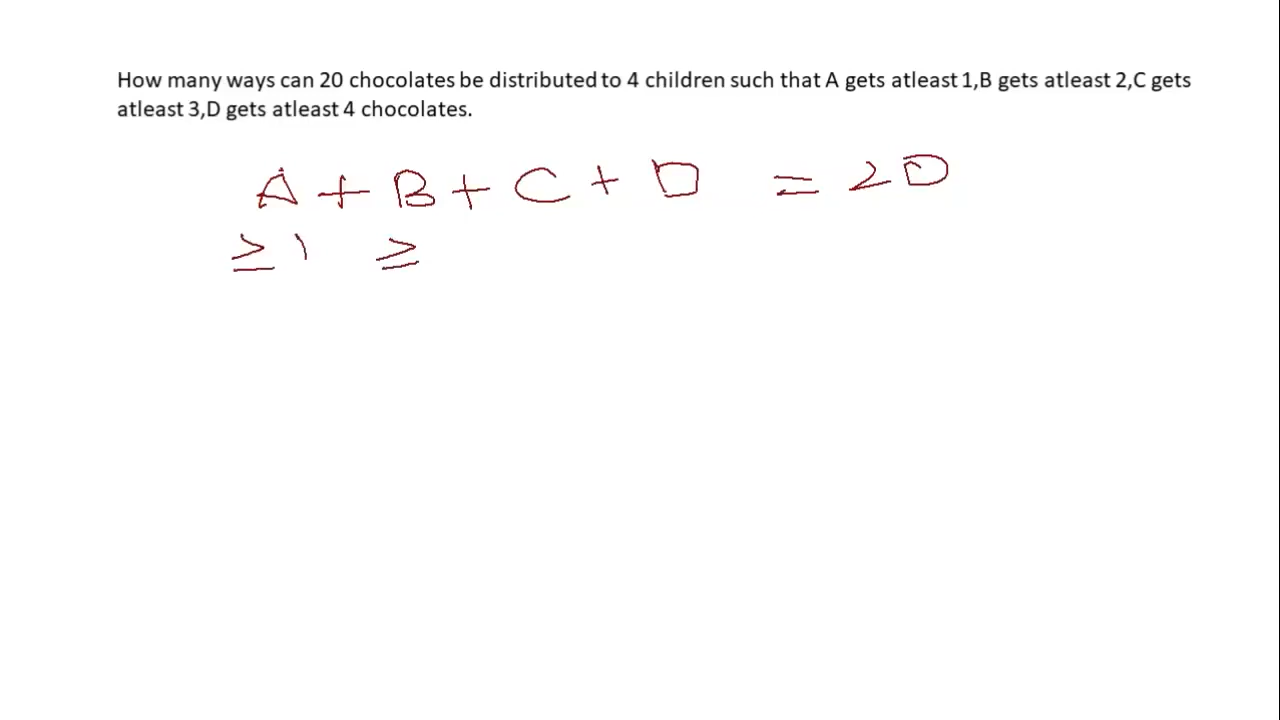 How many ways can 20 chocolates be distributed to 4 children such that A gets atleast 1,B gets atleast 2,C gets
atleast 3,D gets atleast 4 chocolates.
A + B + C + D = 20
≥ 1 ≥